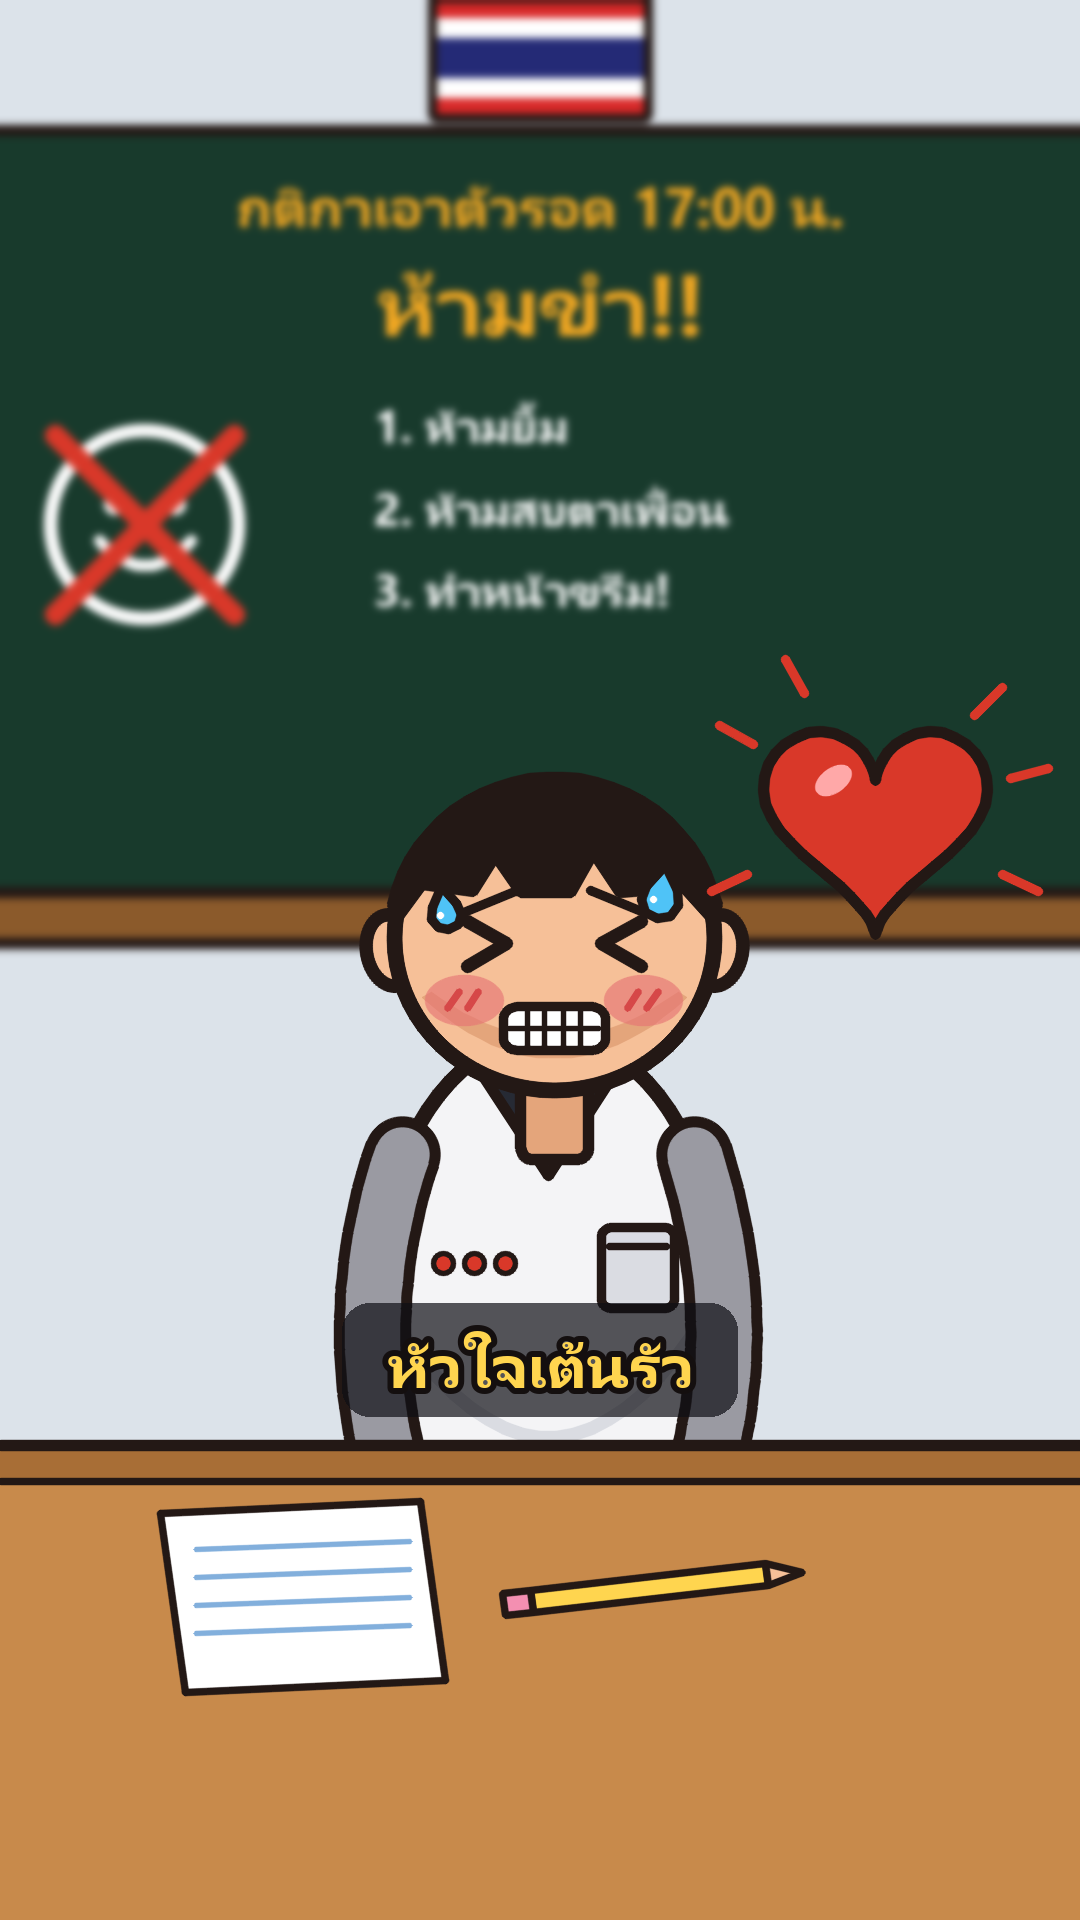 กติกาเอาตัวรอด 17:00 น.
ห้ามขำ!!
1. ห้ามยิ้ม
2. ห้ามสบตาเพื่อน
3. ทำหน้าขรึม!
หัวใจเต้นรัว